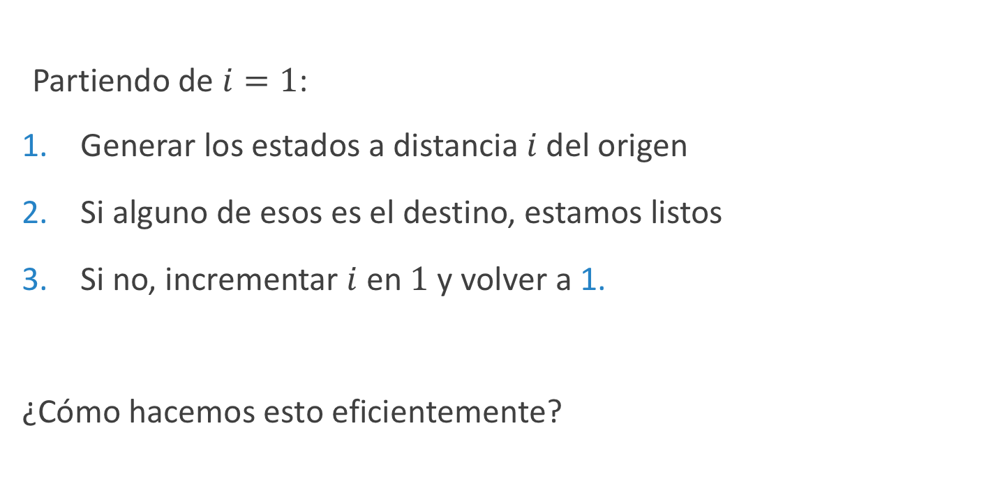 Partiendo de i = 1:
1. Generar los estados a distancia i del origen
2. Si alguno de esos es el destino, estamos listos
3. Si no, incrementar i en 1 y volver a 1.
¿Cómo hacemos esto eficientemente?